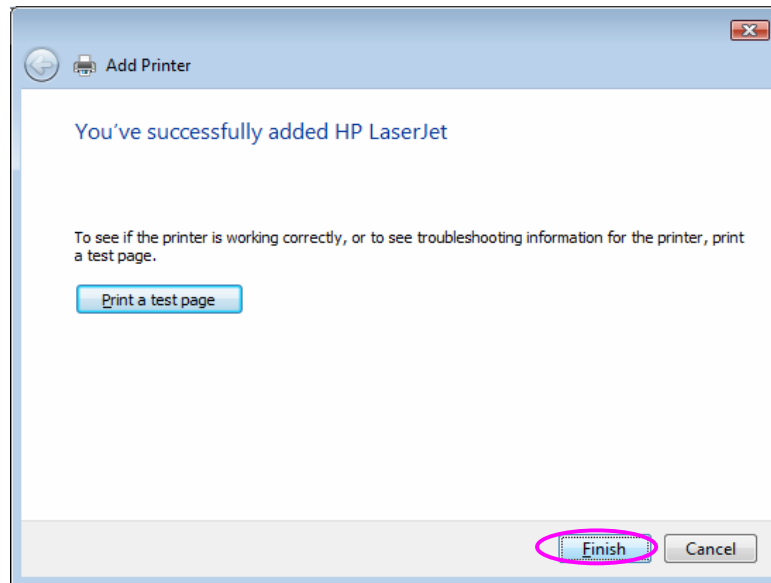 Add Printer
You've successfully added HP LaserJet
To see if the printer is working correctly, or to see troubleshooting information for the printer, print
a test page.
Print a test page
Finish Cancel